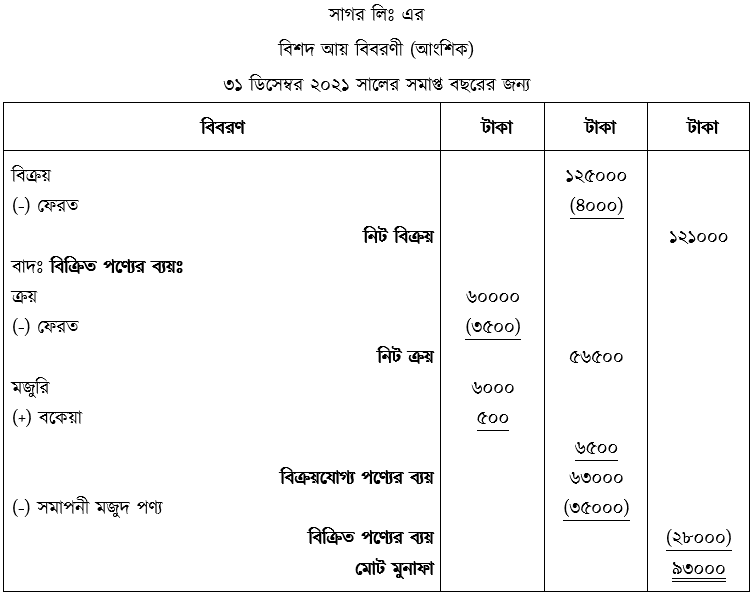 সাগর লিঃ এর
বিশদ আয় বিবরণী (আংশিক)
৩১ ডিসেম্বর ২০২১ সালের সমাপ্ত বছরের জন্য
বিবরণ টাকা টাকা টাকা
বিক্রয় ১২৫০০০
(-) ফেরত (৪০০০)
নিট বিক্রয় ১২১০০০
বাদঃ বিক্রিত পণ্যের ব্যয়ঃ
ক্রয় ৬০০০০
(-) ফেরত (৩৫০০)
নিট ক্রয় ৫৬৫০০
মজুরি ৬০০০
(+) বকেয়া ৫০০
৬৫০০
বিক্রয়যোগ্য পণ্যের ব্যয় ৬৩০০০
(-) সমাপনী মজুদ পণ্য (৩৫০০০)
বিক্রিত পণ্যের ব্যয় (২৮০০০)
মোট মুনাফা ৯৩০০০